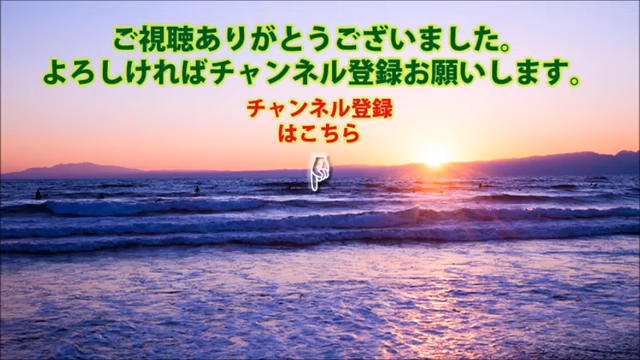 ご視聴ありがとうございました。
よろしければチャンネル登録お願いします。
チャンネル登録
はこちら